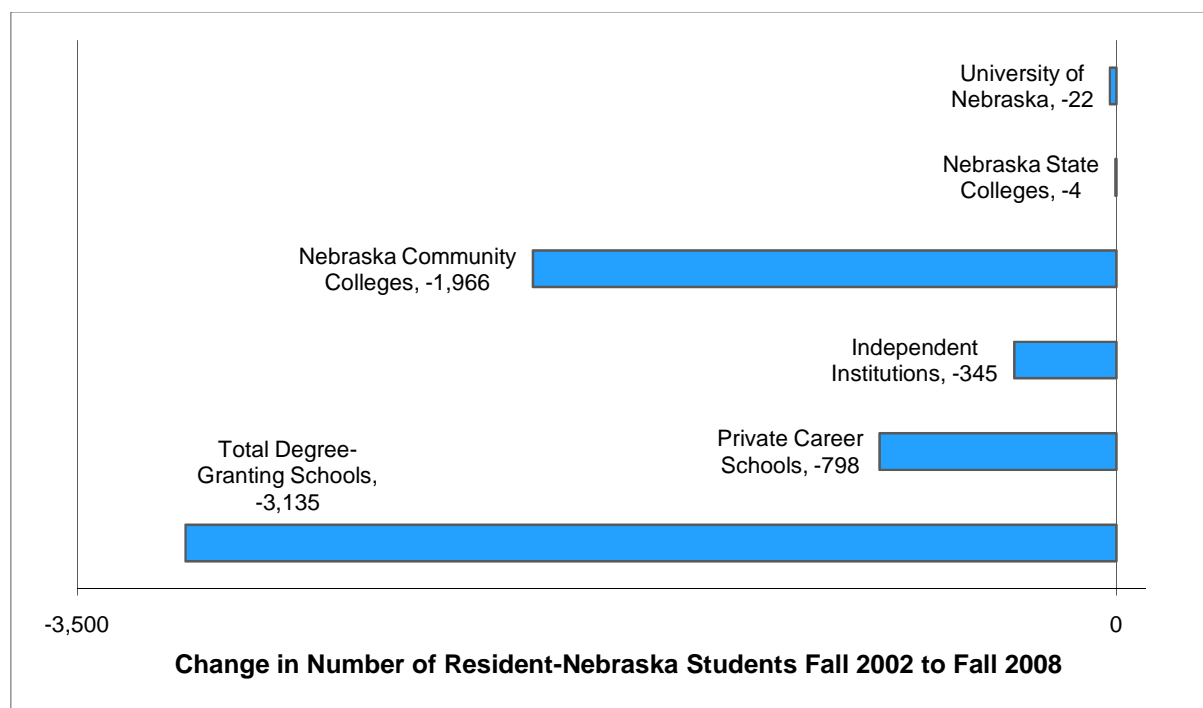 University of
Nebraska, -22
Nebraska State
Colleges, -4
Nebraska Community
Colleges, -1,966
Independent
Institutions, -345
Private Career
Schools, -798
Total Degree-
Granting Schools,
-3,135
-3,500
0
Change in Number of Resident-Nebraska Students Fall 2002 to Fall 2008